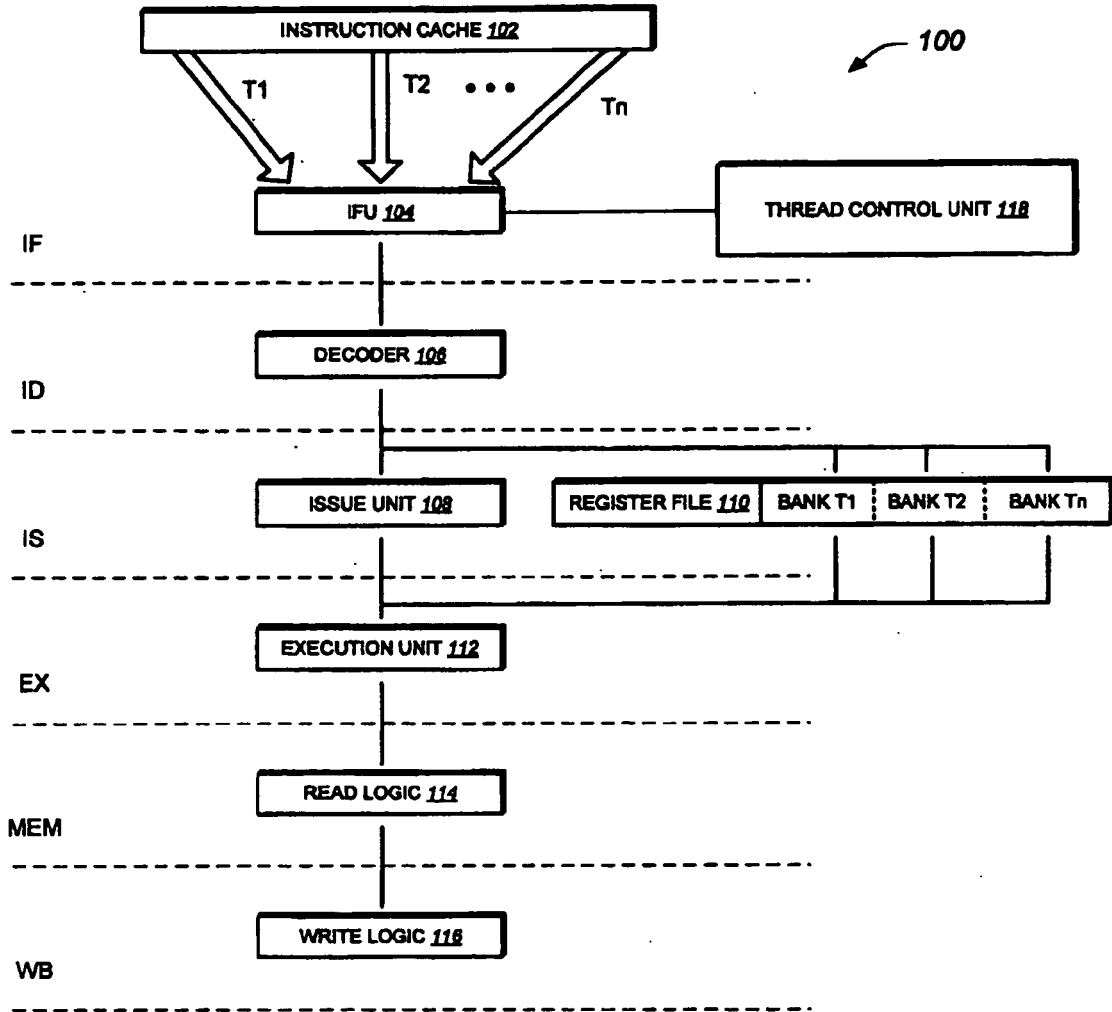 INSTRUCTION CACHE 102
100
T1
T2
• • •
Tn
IFU 104
THREAD CONTROL UNIT 118
IF
DECODER 106
ID
ISSUE UNIT 108
REGISTER FILE 110
BANK T1
BANK T2
BANK Tn
IS
EXECUTION UNIT 112
EX
READ LOGIC 114
MEM
WRITE LOGIC 116
WB